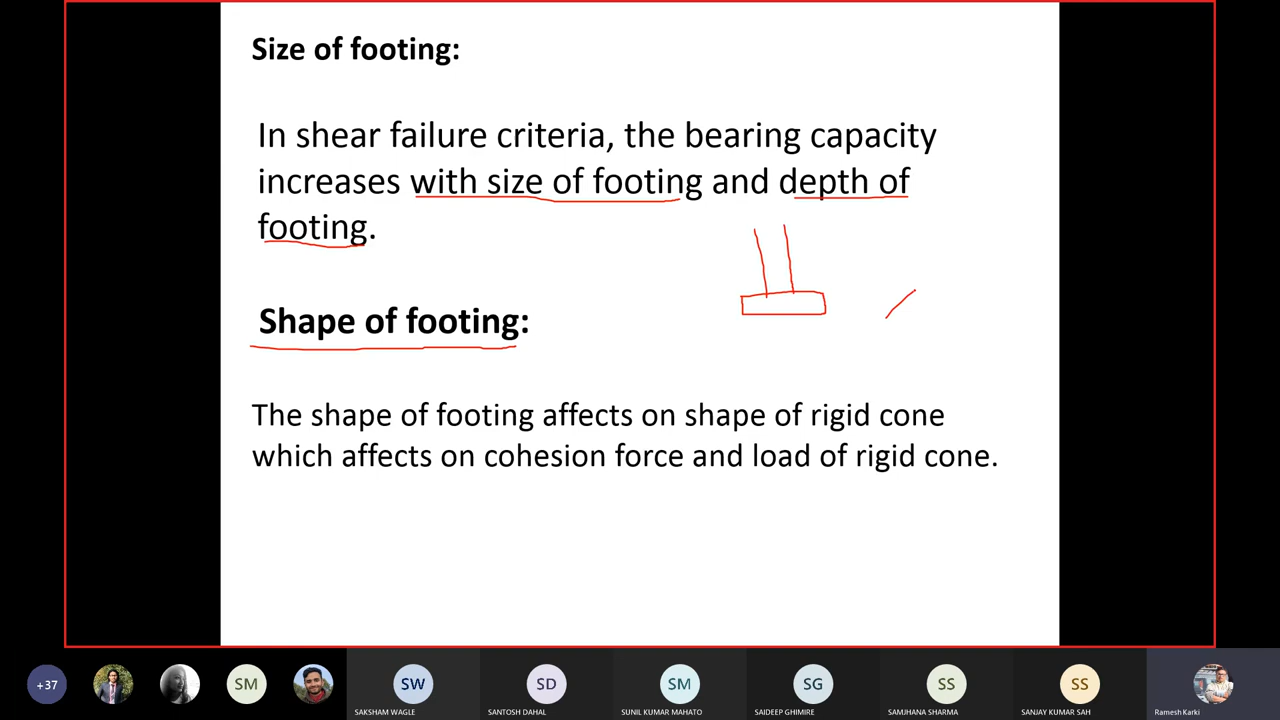 Size of footing:
In shear failure criteria, the bearing capacity
increases with size of footing and depth of
footing.
Shape of footing:
The shape of footing affects on shape of rigid cone
which affects on cohesion force and load of rigid cone.
+37
SM
SW
SD
SM
SG
SS
SS
SAKSHAM WAGLE
SANTOSH DAHAL
SUNIL KUMAR MAHATO
SAIDEEP GHIMIRE
SAMJHANA SHARMA
SANJAY KUMAR SAH
Ramesh Karki